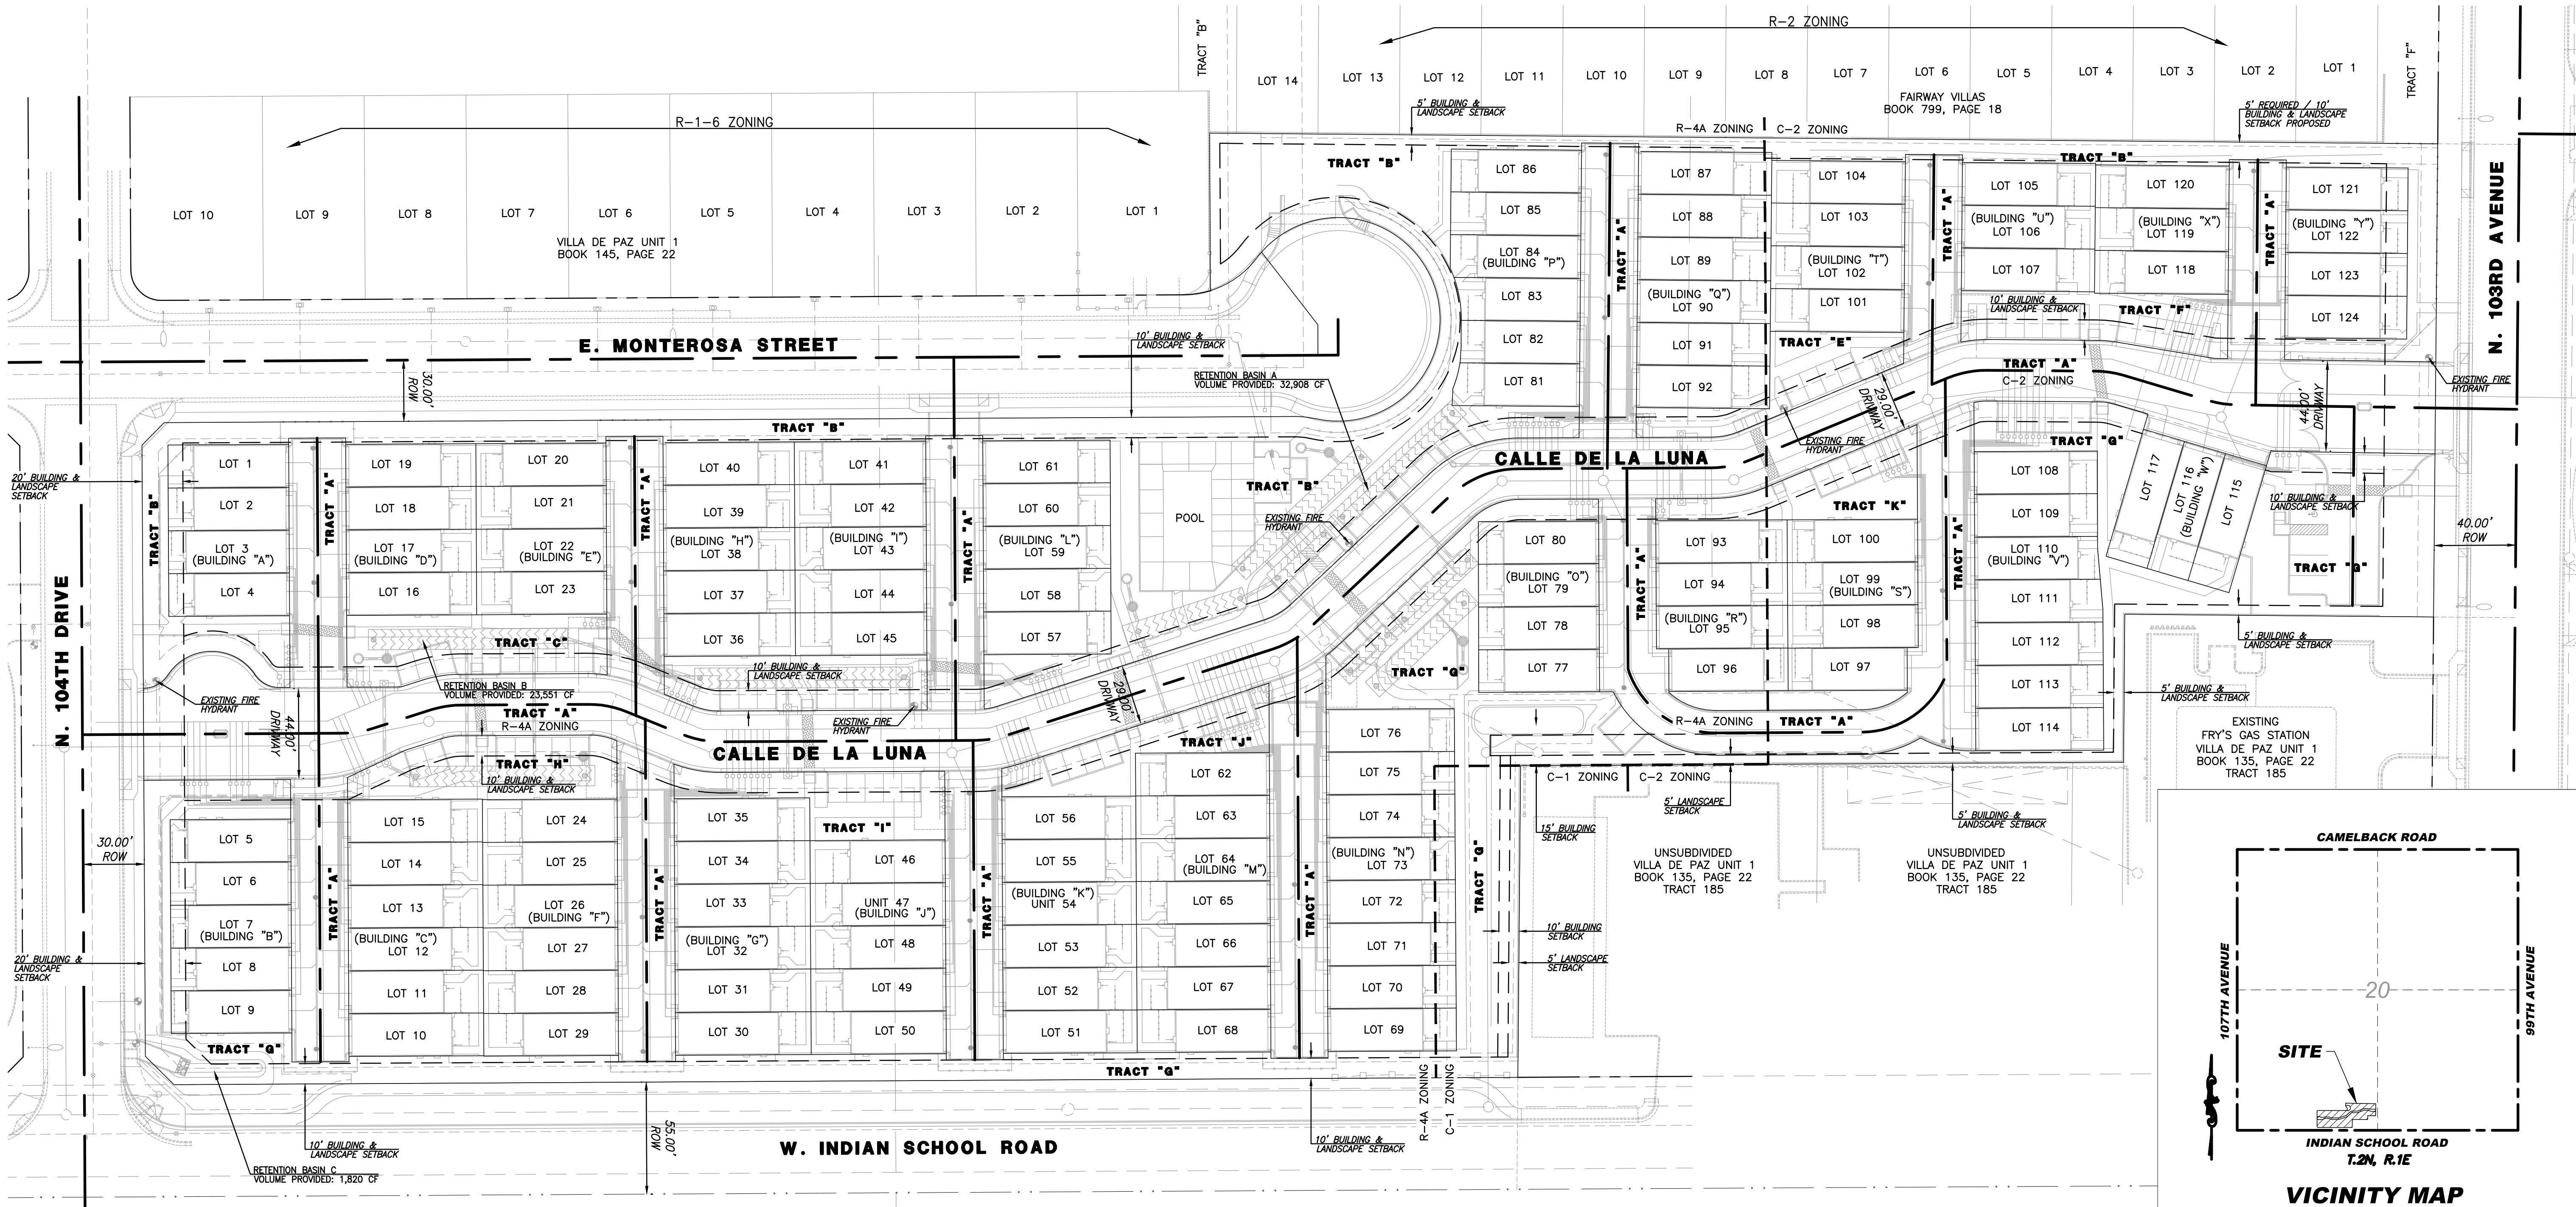 R-2 ZONING
TRACT "B"
TRACT "F"
LOT 14
LOT 13
LOT 12
LOT 11
LOT 10
LOT 9
LOT 8
LOT 7
LOT 6
LOT 5
LOT 4
LOT 3
LOT 2
LOT 1
FAIRWAY VILLAS
BOOK 799, PAGE 18
5' BUILDING &
LANDSCAPE SETBACK
5' REQUIRED / 10'
BUILDING & LANDSCAPE
SETBACK PROPOSED
R-1-6 ZONING
R-4A ZONING
C-2 ZONING
LOT 10
LOT 9
LOT 8
LOT 7
LOT 6
LOT 5
LOT 4
LOT 3
LOT 2
LOT 1
VILLA DE PAZ UNIT 1
BOOK 145, PAGE 22
TRACT "B"
TRACT "B"
LOT 86
LOT 85
LOT 84
(BUILDING "P")
LOT 83
LOT 82
LOT 81
TRACT "A"
LOT 87
LOT 88
LOT 89
(BUILDING "Q")
LOT 90
LOT 91
LOT 92
LOT 104
LOT 103
(BUILDING "T")
LOT 102
LOT 101
TRACT "E"
TRACT "A"
LOT 105
(BUILDING "U")
LOT 106
LOT 107
LOT 120
(BUILDING "X")
LOT 119
LOT 118
TRACT "A"
LOT 121
(BUILDING "Y")
LOT 122
LOT 123
LOT 124
10' BUILDING &
LANDSCAPE SETBACK
TRACT "F"
N. 103RD AVENUE
E. MONTEROSA STREET
30.00'
ROW
10' BUILDING &
LANDSCAPE SETBACK
RETENTION BASIN A
VOLUME PROVIDED: 32,908 CF
29.00'
DRIVWAY
TRACT "A"
C-2 ZONING
44.00'
DRIVWAY
EXISTING FIRE
HYDRANT
TRACT "B"
EXISTING FIRE
HYDRANT
CALLE DE LA LUNA
TRACT "G"
20' BUILDING &
LANDSCAPE
SETBACK
TRACT "B"
LOT 1
LOT 2
LOT 3
(BUILDING "A")
LOT 4
TRACT "A"
LOT 19
LOT 18
LOT 17
(BUILDING "D")
LOT 16
LOT 20
LOT 21
LOT 22
(BUILDING "E")
LOT 23
TRACT "A"
LOT 40
LOT 39
(BUILDING "H")
LOT 38
LOT 37
LOT 36
LOT 41
LOT 42
(BUILDING "I")
LOT 43
LOT 44
LOT 45
TRACT "A"
LOT 61
LOT 60
(BUILDING "L")
LOT 59
LOT 58
LOT 57
POOL
TRACT "B"
EXISTING FIRE
HYDRANT
LOT 80
(BUILDING "O")
LOT 79
LOT 78
LOT 77
TRACT "A"
TRACT "K"
LOT 93
LOT 94
(BUILDING "R")
LOT 95
LOT 96
LOT 100
LOT 99
(BUILDING "S")
LOT 98
LOT 97
TRACT "A"
LOT 108
LOT 109
LOT 110
(BUILDING "V")
LOT 111
LOT 112
LOT 113
LOT 114
LOT 117
LOT 116
(BUILDING "W")
LOT 115
10' BUILDING &
LANDSCAPE SETBACK
TRACT "G"
40.00'
ROW
5' BUILDING &
LANDSCAPE SETBACK
5' BUILDING &
LANDSCAPE SETBACK
N. 104TH DRIVE
EXISTING FIRE
HYDRANT
TRACT "C"
RETENTION BASIN B
VOLUME PROVIDED: 23,551 CF
44.00'
DRIVWAY
TRACT "A"
R-4A ZONING
10' BUILDING &
LANDSCAPE SETBACK
EXISTING FIRE
HYDRANT
CALLE DE LA LUNA
29.00'
DRIVWAY
TRACT "G"
TRACT "J"
R-4A ZONING
TRACT "A"
C-1 ZONING
C-2 ZONING
EXISTING
FRY'S GAS STATION
VILLA DE PAZ UNIT 1
BOOK 135, PAGE 22
TRACT 185
TRACT "H"
10' BUILDING &
LANDSCAPE SETBACK
5' LANDSCAPE
SETBACK
15' BUILDING
SETBACK
5' BUILDING &
LANDSCAPE SETBACK
30.00'
ROW
20' BUILDING &
LANDSCAPE
SETBACK
LOT 5
LOT 6
LOT 7
(BUILDING "B")
LOT 8
LOT 9
TRACT "G"
TRACT "A"
LOT 15
LOT 14
LOT 13
(BUILDING "C")
LOT 12
LOT 11
LOT 10
LOT 24
LOT 25
LOT 26
(BUILDING "F")
LOT 27
LOT 28
LOT 29
TRACT "A"
LOT 35
LOT 34
LOT 33
(BUILDING "G")
LOT 32
LOT 31
LOT 30
TRACT "I"
LOT 46
UNIT 47
(BUILDING "J")
LOT 48
LOT 49
LOT 50
TRACT "A"
LOT 56
LOT 55
(BUILDING "K")
UNIT 54
LOT 53
LOT 52
LOT 51
LOT 62
LOT 63
LOT 64
(BUILDING "M")
LOT 65
LOT 66
LOT 67
LOT 68
TRACT "A"
LOT 76
LOT 75
LOT 74
(BUILDING "N")
LOT 73
LOT 72
LOT 71
LOT 70
LOT 69
TRACT "G"
UNSUBDIVIDED
VILLA DE PAZ UNIT 1
BOOK 135, PAGE 22
TRACT 185
UNSUBDIVIDED
VILLA DE PAZ UNIT 1
BOOK 135, PAGE 22
TRACT 185
10' BUILDING
SETBACK
5' LANDSCAPE
SETBACK
TRACT "G"
R-4A ZONING
C-1 ZONING
10' BUILDING &
LANDSCAPE SETBACK
RETENTION BASIN C
VOLUME PROVIDED: 1,820 CF
55.00'
ROW
W. INDIAN SCHOOL ROAD
10' BUILDING &
LANDSCAPE SETBACK
CAMELBACK ROAD
107TH AVENUE
20
99TH AVENUE
SITE
INDIAN SCHOOL ROAD
T.2N, R.1E
VICINITY MAP